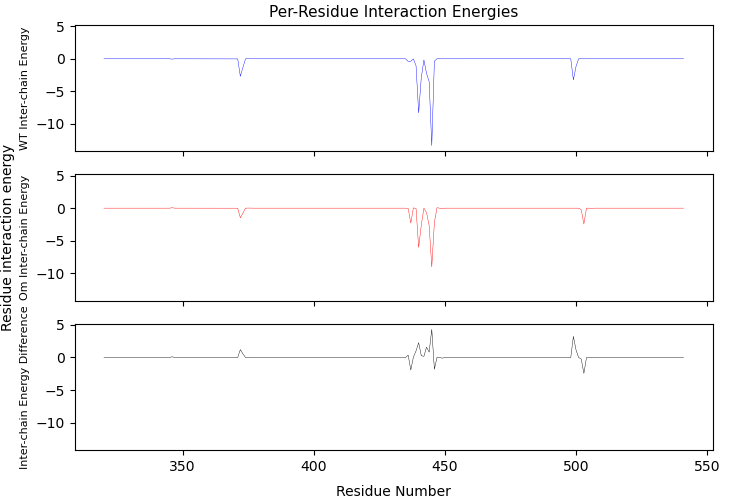 Per-Residue Interaction Energies
Residue interaction energy
WT Inter-chain Energy
5
0
−5
−10
Om Inter-chain Energy
5
0
−5
−10
Inter-chain Energy Difference
5
0
−5
−10
350
400
450
500
550
Residue Number